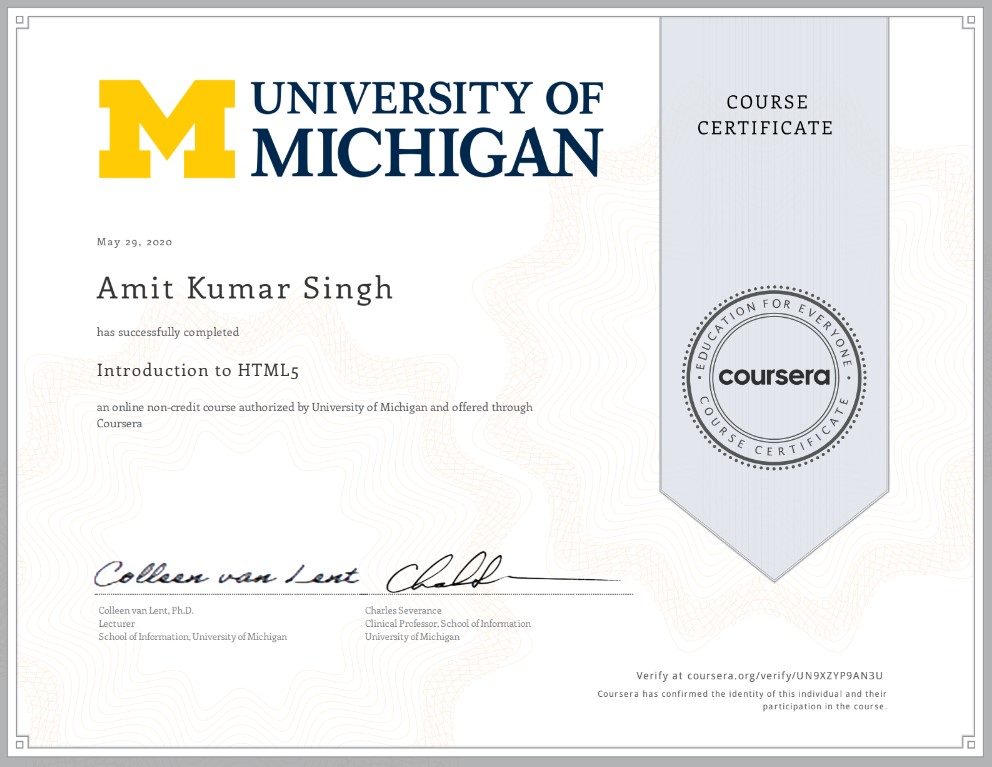 M UNIVERSITY OF
MICHIGAN
COURSE
CERTIFICATE
May 29, 2020
Amit Kumar Singh
has successfully completed
Introduction to HTML5
an online non-credit course authorized by University of Michigan and offered through
Coursera
EDUCATION FOR EVERYONE
coursera
COURSE CERTIFICATE
Colleen van Lent
Colleen van Lent, Ph.D.
Lecturer
School of Information, University of Michigan
Charles Severance
Clinical Professor, School of Information
University of Michigan
Verify at coursera.org/verify/UN9XZYP9AN3U
Coursera has confirmed the identity of this individual and their
participation in the course.